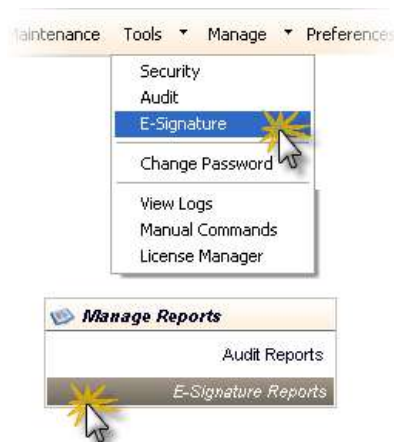 Maintenance Tools Manage Preferences
Security
Audit
E-Signature
Change Password
View Logs
Manual Commands
License Manager
Manage Reports
Audit Reports
E-Signature Reports